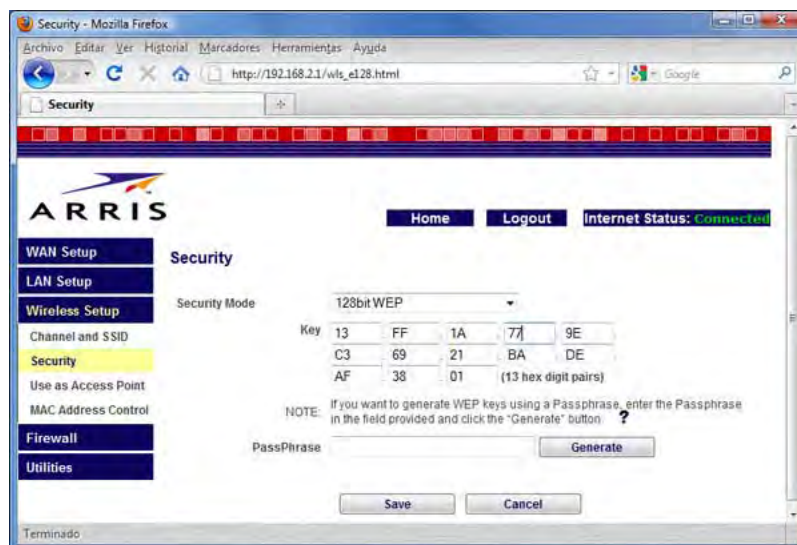 Security - Mozilla Firefox
Archivo Editar Ver Historial Marcadores Herramientas Ayuda
http://192.168.2.1/wls_e128.html
Google
Security
ARRIS
Home Logout Internet Status: Connected
WAN Setup
LAN Setup
Wireless Setup
Channel and SSID
Security
Use as Access Point
MAC Address Control
Firewall
Utilities
Security
Security Mode 128bit WEP
Key 13 FF 1A 77 9E
C3 69 21 BA DE
AF 38 01 (13 hex digit pairs)
NOTE: If you want to generate WEP keys using a Passphrase, enter the Passphrase
in the field provided and click the "Generate" button ?
PassPhrase Generate
Save Cancel
Terminado